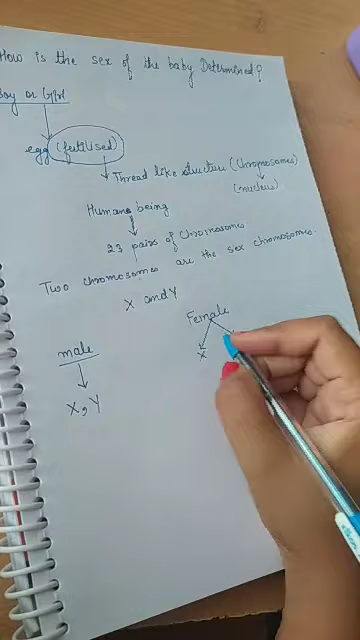 How is the sex of the baby Determined?
Boy or Girl
egg (fertilised)
Thread like structure (Chromosomes)
(nucleus)
Humans being
23 pairs of Chromosomes
Two chromosomes are the sex chromosomes.
X and Y
Female
male
X
X, Y